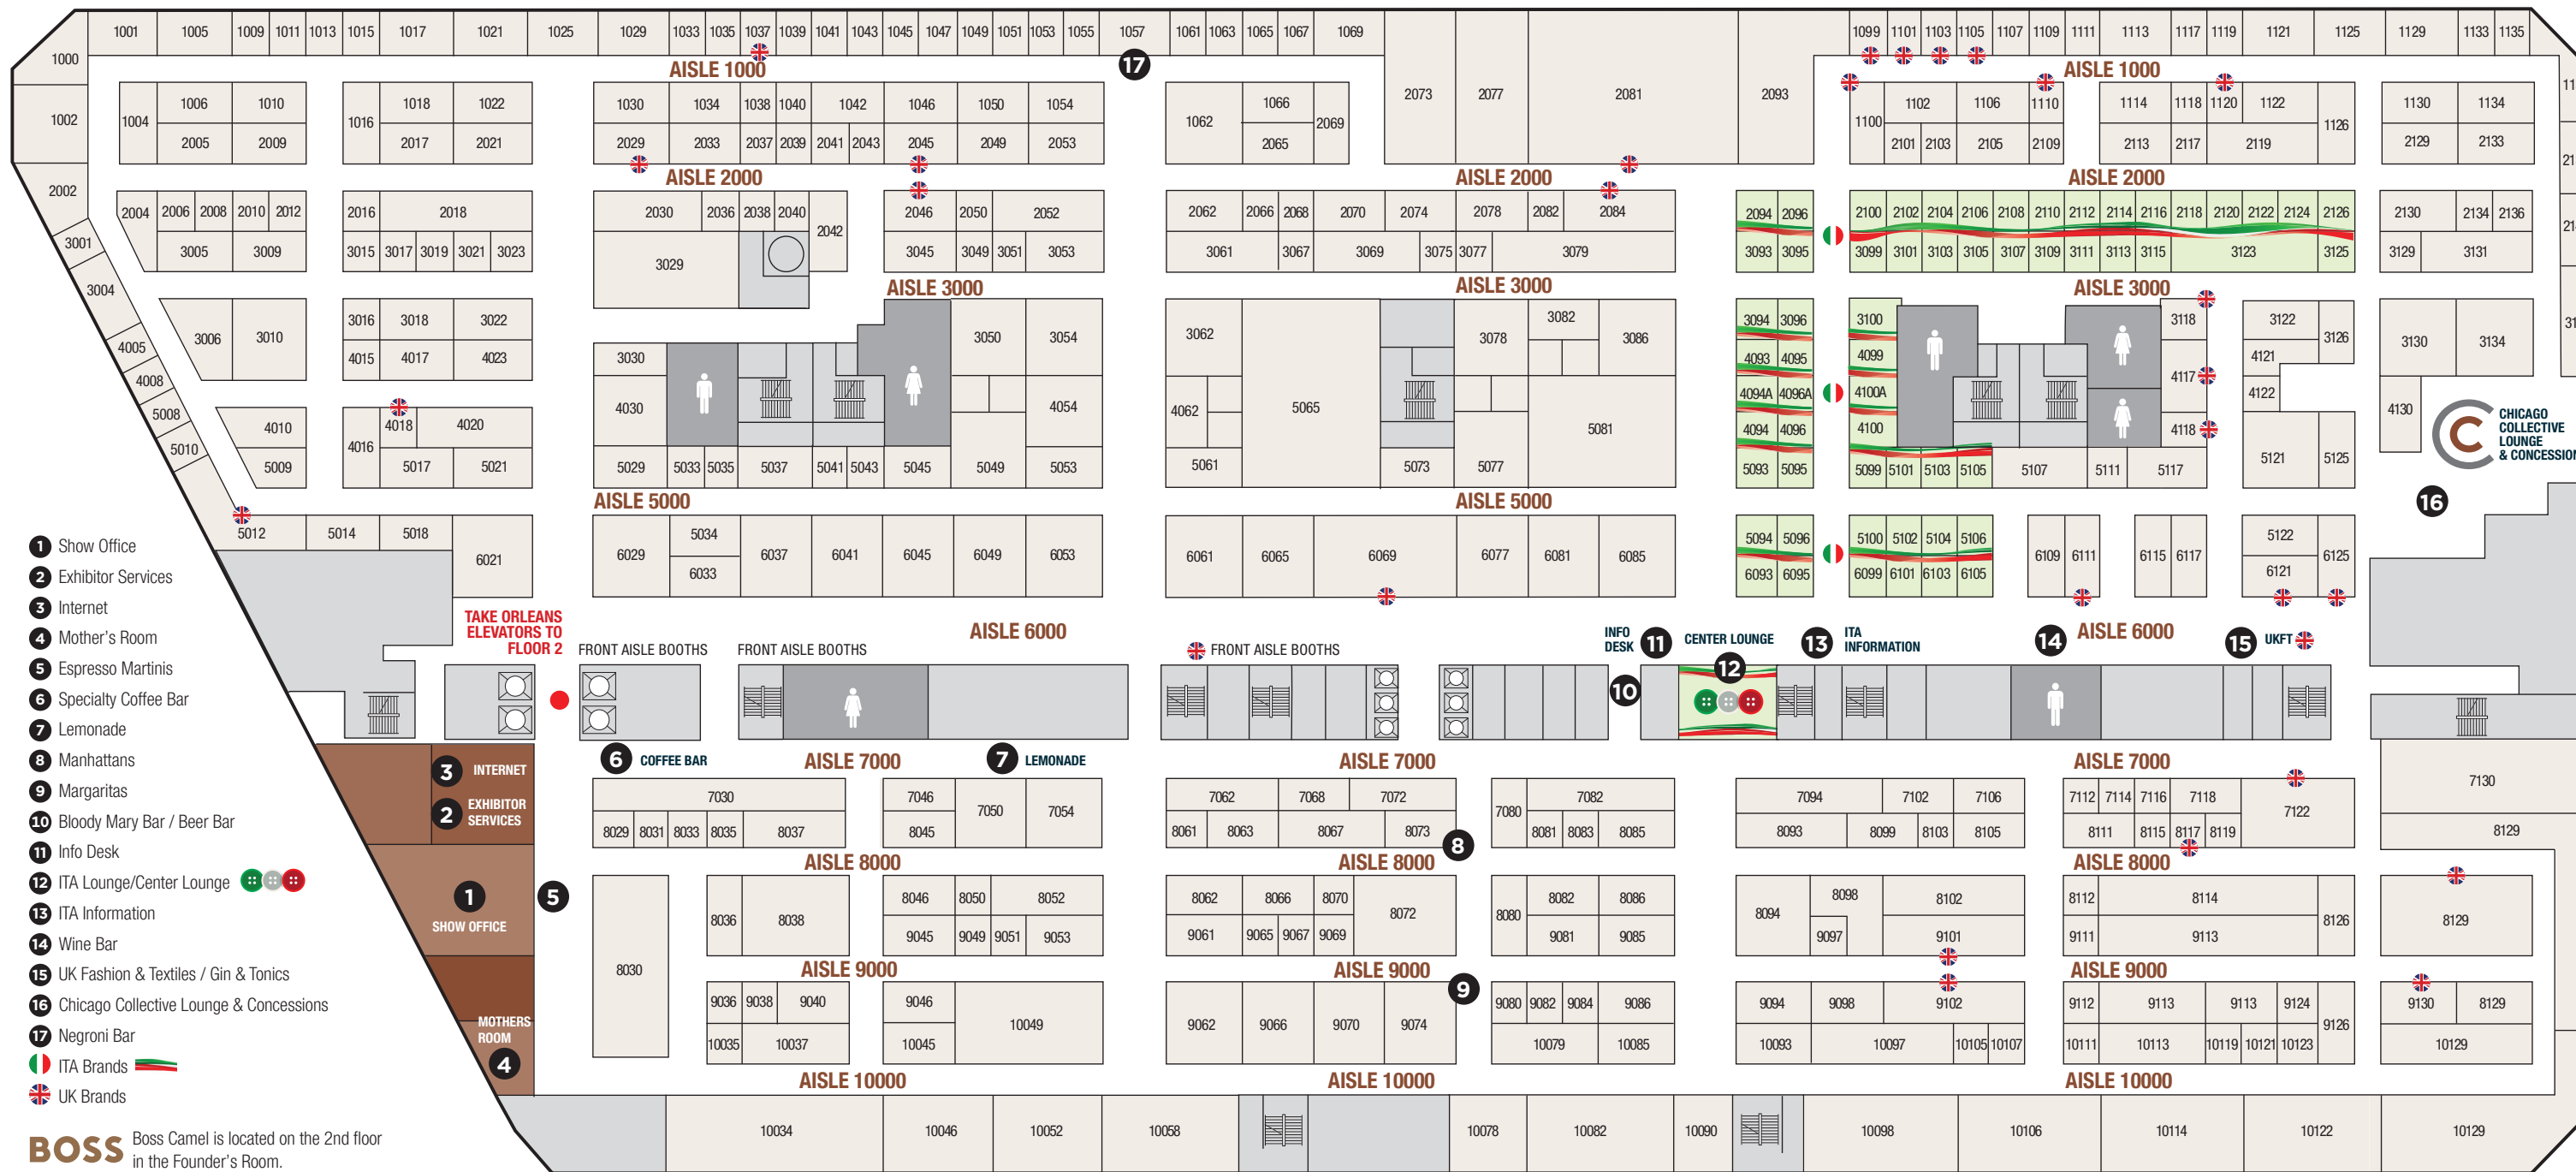 1001 1005 1009 1011 1013 1015 1017 1021 1025 1029 1033 1035 1037 1039 1041 1043 1045 1047 1049 1051 1053 1055 1057 1061 1063 1065 1067 1069 1099 1101 1103 1105 1107 1109 1111 1113 1117 1119 1121 1125 1129 1133 1135
1000
17
AISLE 1000 AISLE 1000
1002 1004 1006 1010 1016 1018 1022 1030 1034 1038 1040 1042 1046 1050 1054 1062 1066 2069 2073 2077 2081 2093 1100 1102 1106 1110 1114 1118 1120 1122 1126 1130 1134
2005 2009 2017 2021 2029 2033 2037 2039 2041 2043 2045 2049 2053 2065 2101 2103 2105 2109 2113 2117 2119 2129 2133
AISLE 2000 AISLE 2000 AISLE 2000
2002 2004 2006 2008 2010 2012 2016 2018 2030 2036 2038 2040 2042 2046 2050 2052 2062 2066 2068 2070 2074 2078 2082 2084 2094 2096 2100 2102 2104 2106 2108 2110 2112 2114 2116 2118 2120 2122 2124 2126 2130 2134 2136
3001 3005 3009 3015 3017 3019 3021 3023 3029 3045 3049 3051 3053 3061 3067 3069 3075 3077 3079 3093 3095 3099 3101 3103 3105 3107 3109 3111 3113 3115 3123 3125 3129 3131
AISLE 3000 AISLE 3000 AISLE 3000
3004 3006 3010 3016 3018 3022 3050 3054 3062 3078 3082 3086 3094 3096 3100 3118 3122 3126 3130 3134
4005 4015 4017 4023 3030 4093 4095 4099 4121
4008 4030 4062 5065 4054 4094A 4096A 4100A 4117 4122 4130
CHICAGO
COLLECTIVE
LOUNGE
& CONCESSION
5008 4010 4016 4018 4020 5081 4094 4096 4100 4118
5010 5009 5017 5021 5029 5033 5035 5037 5041 5043 5045 5049 5053 5061 5073 5077 5093 5095 5099 5101 5103 5105 5107 5111 5117 5121 5125
AISLE 5000 AISLE 5000 16
5012 5014 5018 5034 5094 5096 5100 5102 5104 5106 5122
6021 6029 6033 6037 6041 6045 6049 6053 6061 6065 6069 6077 6081 6085 6093 6095 6099 6101 6103 6105 6109 6111 6115 6117 6121 6125
TAKE ORLEANS
ELEVATORS TO
FLOOR 2
AISLE 6000 AISLE 6000
FRONT AISLE BOOTHS FRONT AISLE BOOTHS FRONT AISLE BOOTHS
INFO
DESK
11 CENTER LOUNGE
12
13 ITA
INFORMATION
14
15 UKFT
10
1 Show Office
2 Exhibitor Services
3 Internet
4 Mother's Room
5 Espresso Martinis
6 Specialty Coffee Bar
7 Lemonade
8 Manhattans
9 Margaritas
10 Bloody Mary Bar / Beer Bar
11 Info Desk
12 ITA Lounge/Center Lounge
13 ITA Information
14 Wine Bar
15 UK Fashion & Textiles / Gin & Tonics
16 Chicago Collective Lounge & Concessions
17 Negroni Bar
ITA Brands
UK Brands
BOSS Boss Camel is located on the 2nd floor
in the Founder's Room.
3 INTERNET
2 EXHIBITOR
SERVICES
1
SHOW OFFICE
5
MOTHERS
ROOM
4
6 COFFEE BAR AISLE 7000 7 LEMONADE AISLE 7000 AISLE 7000
7030 7046 7050 7054 7062 7068 7072 7080 7082 7094 7102 7106 7112 7114 7116 7118 7122 7130
8029 8031 8033 8035 8037 8045 8061 8063 8067 8073 8081 8083 8085 8093 8099 8103 8105 8111 8115 8117 8119 8129
AISLE 8000 AISLE 8000 8 AISLE 8000
8030 8036 8038 8046 8050 8052 8062 8066 8070 8072 8080 8082 8086 8094 8098 8102 8112 8114 8126 8129
9045 9049 9051 9053 9061 9065 9067 9069 9081 9085 9097 9101 9111 9113
AISLE 9000 AISLE 9000 9 AISLE 9000
9036 9038 9040 9046 10049 9062 9066 9070 9074 9080 9082 9084 9086 9094 9098 9102 9112 9113 9113 9124 9126 9130 8129
10035 10037 10045 10079 10085 10093 10097 10105 10107 10111 10113 10119 10121 10123 10129
AISLE 10000 AISLE 10000 AISLE 10000
10034 10046 10052 10058 10078 10082 10090 10098 10106 10114 10122 10129